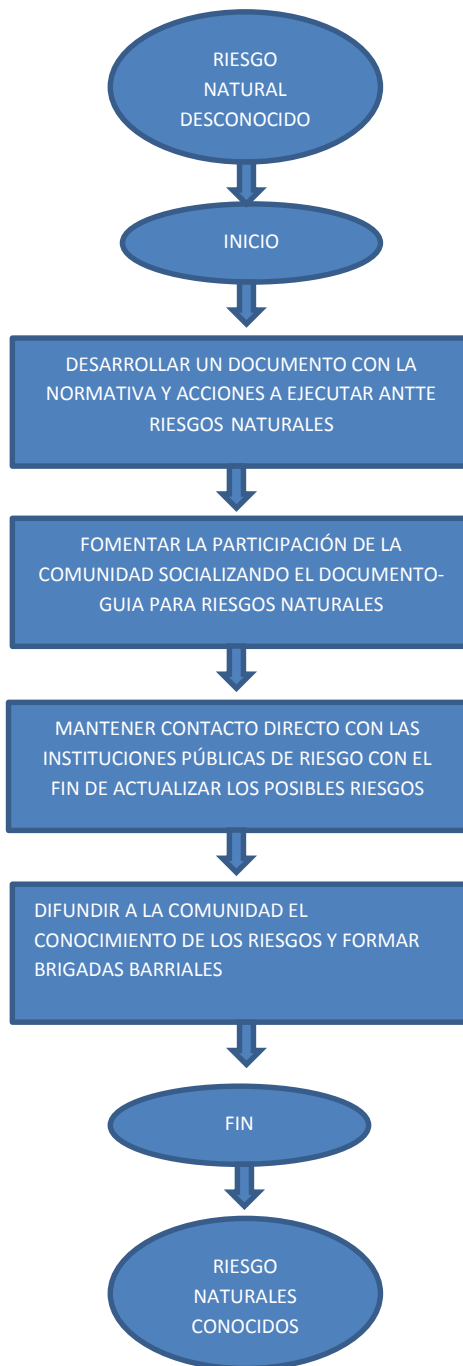 RIESGO
NATURAL
DESCONOCIDO
INICIO
DESARROLLAR UN DOCUMENTO CON LA
NORMATIVA Y ACCIONES A EJECUTAR ANTTE
RIESGOS NATURALES
FOMENTAR LA PARTICIPACIÓN DE LA
COMUNIDAD SOCIALIZANDO EL DOCUMENTO-
GUIA PARA RIESGOS NATURALES
MANTENER CONTACTO DIRECTO CON LAS
INSTITUCIONES PÚBLICAS DE RIESGO CON EL
FIN DE ACTUALIZAR LOS POSIBLES RIESGOS
DIFUNDIR A LA COMUNIDAD EL
CONOCIMIENTO DE LOS RIESGOS Y FORMAR
BRIGADAS BARRIALES
FIN
RIESGO
NATURALES
CONOCIDOS